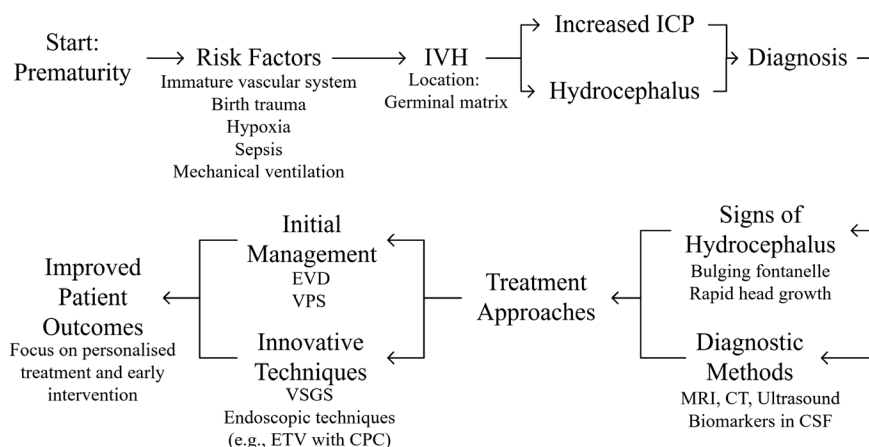 Start:
Prematurity
Risk Factors
Immature vascular system
Birth trauma
Hypoxia
Sepsis
Mechanical ventilation
IVH
Location:
Germinal matrix
Increased ICP
Hydrocephalus
Diagnosis
Signs of
Hydrocephalus
Bulging fontanelle
Rapid head growth
Diagnostic
Methods
MRI, CT, Ultrasound
Biomarkers in CSF
Treatment
Approaches
Initial
Management
EVD
VPS
Innovative
Techniques
VSGS
Endoscopic techniques
(e.g., ETV with CPC)
Improved
Patient
Outcomes
Focus on personalised
treatment and early
intervention